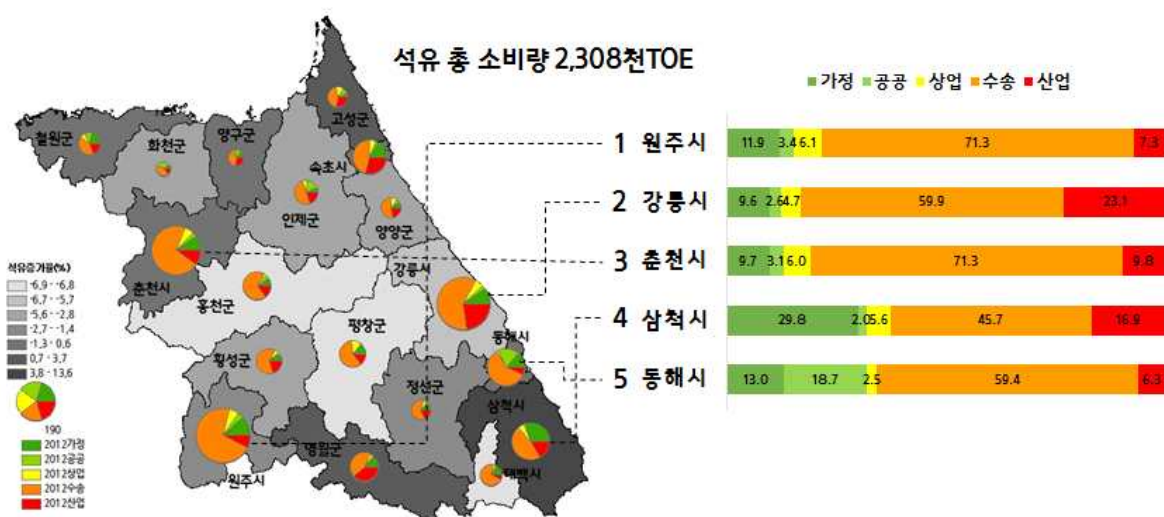 석유 총 소비량 2,308천TOE
가정 공공 상업 수송 산업
1 원주시
11.9 3.4 6.1 71.3 7.3
2 강릉시
9.6 2.6 4.7 59.9 23.1
3 춘천시
9.7 3.1 6.0 71.3 9.8
4 삼척시
29.8 2.0 5.6 45.7 16.9
5 동해시
13.0 18.7 2.5 59.4 6.3
고성군
철원군
화천군
양구군
속초시
인제군
양양군
춘천시
홍천군
강릉시
평창군
동해시
횡성군
정선군
삼척시
원주시
영월군
태백시
석유증가율(%)
-6,9 - -6,8
-6,7 - -5,7
-5,6 - -2,8
-2,7 - -1,4
-1,3 - 0,6
0,7 - 3,7
3,8 - 13,6
190
2012가정
2012공공
2012상업
2012수송
2012산업